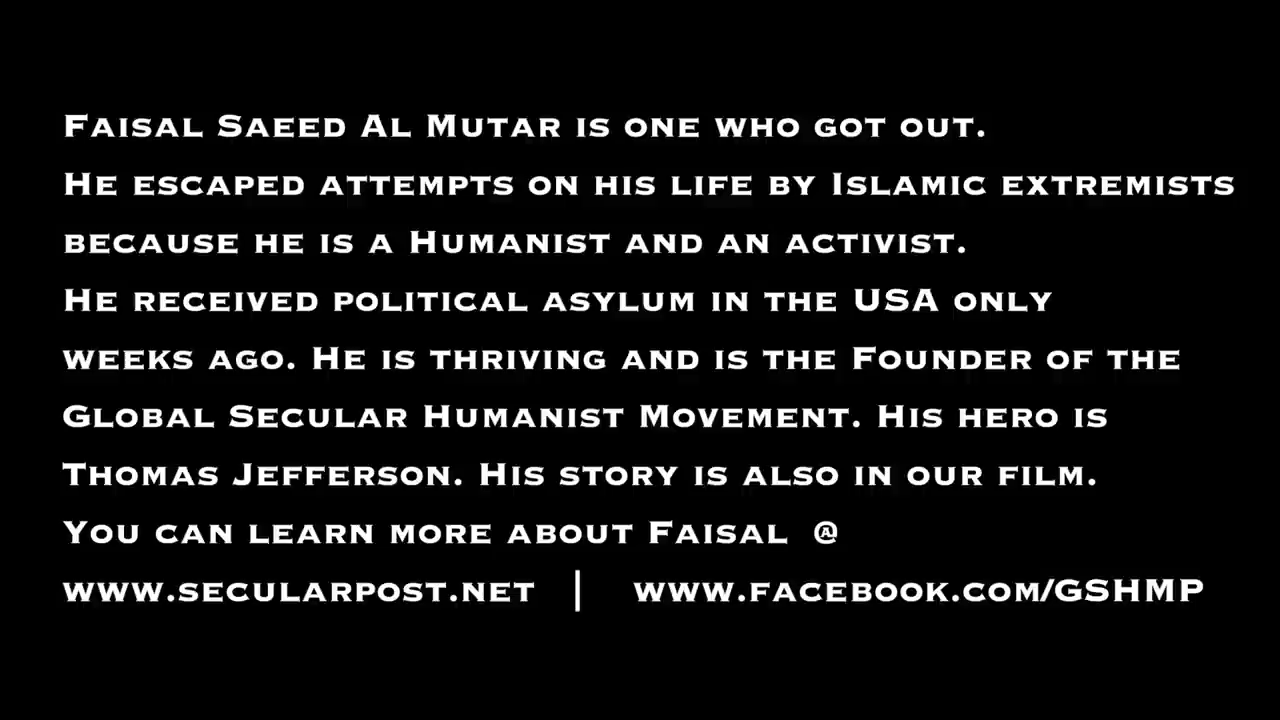 Faisal Saeed Al Mutar is one who got out.
He escaped attempts on his life by Islamic extremists
because he is a Humanist and an activist.
He received political asylum in the USA only
weeks ago. He is thriving and is the Founder of the
Global Secular Humanist Movement. His hero is
Thomas Jefferson. His story is also in our film.
You can learn more about Faisal @
www.secularpost.net | www.facebook.com/GSHMP